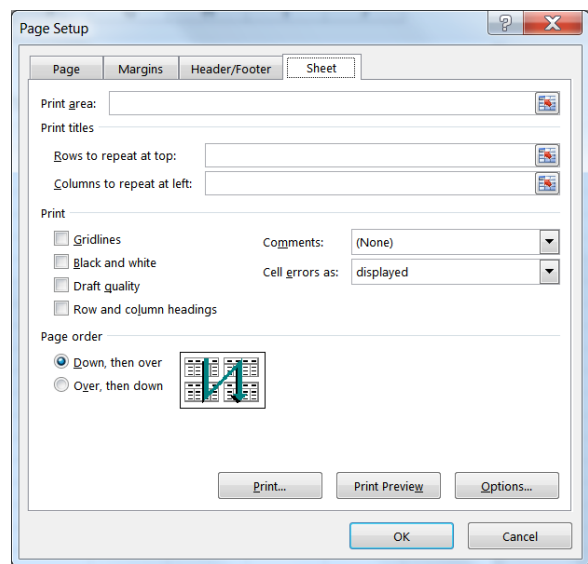 Page Setup
?
X
Page Margins Header/Footer Sheet
Print area:
Print titles
Rows to repeat at top:
Columns to repeat at left:
Print
Gridlines Comments: (None)
Black and white Cell errors as: displayed
Draft quality
Row and column headings
Page order
Down, then over
Over, then down
Print... Print Preview Options...
OK Cancel